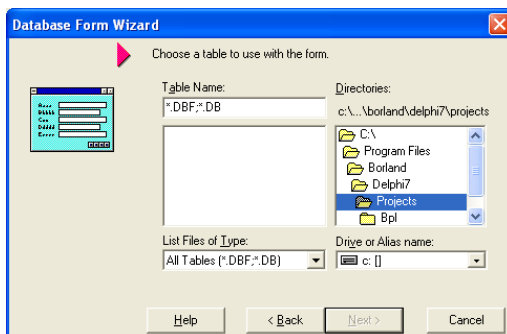 Database Form Wizard
Choose a table to use with the form.
Table Name:
*.DBF;*.DB
Directories:
c:\...\borland\delphi7\projects
C:\
Program Files
Borland
Delphi7
Projects
Bpl
List Files of Type:
All Tables (*.DBF;*.DB)
Drive or Alias name:
c: []
Help
< Back
Next >
Cancel